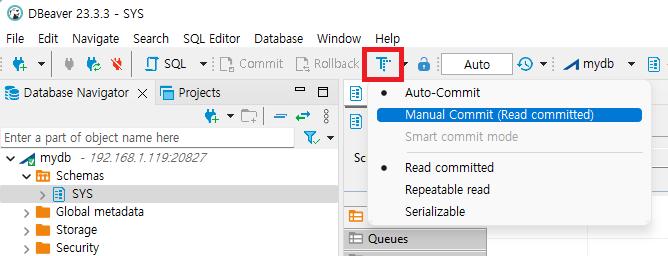 DBeaver 23.3.3 - SYS
File Edit Navigate Search SQL Editor Database Window Help
SQL Commit Rollback Auto mydb
Database Navigator Projects
Auto-Commit
Manual Commit (Read committed)
Smart commit mode
Enter a part of object name here
mydb - 192.168.1.119:20827
Schemas
SYS
Global metadata
Storage
Security
Sc
Read committed
Repeatable read
Serializable
Queues